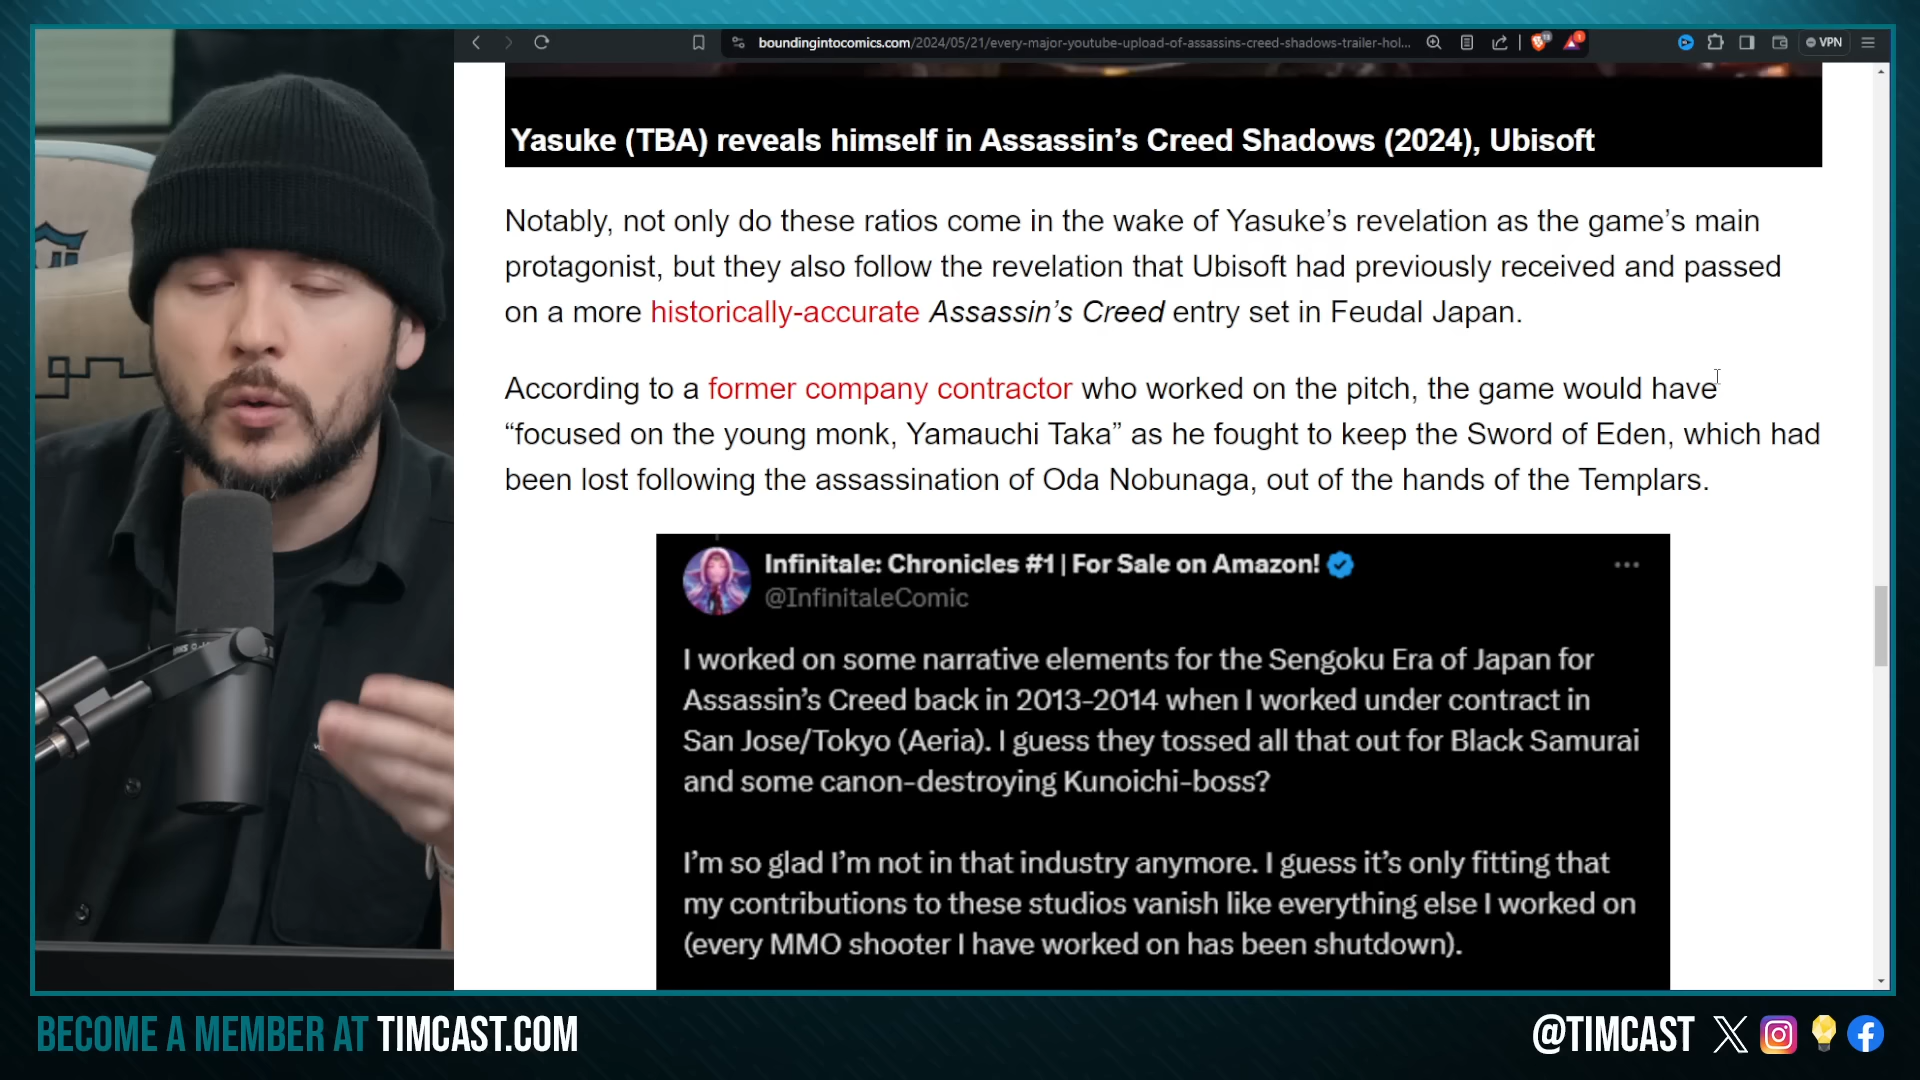 boundingintocomics.com/2024/05/21/every-major-youtube-upload-of-assassins-creed-shadows-trailer-hol...
VPN
Yasuke (TBA) reveals himself in Assassin’s Creed Shadows (2024), Ubisoft
Notably, not only do these ratios come in the wake of Yasuke’s revelation as the game’s main
protagonist, but they also follow the revelation that Ubisoft had previously received and passed
on a more historically-accurate Assassin’s Creed entry set in Feudal Japan.
According to a former company contractor who worked on the pitch, the game would have
“focused on the young monk, Yamauchi Taka” as he fought to keep the Sword of Eden, which had
been lost following the assassination of Oda Nobunaga, out of the hands of the Templars.
Infinitale: Chronicles #1 | For Sale on Amazon!
@InfinitaleComic
I worked on some narrative elements for the Sengoku Era of Japan for
Assassin’s Creed back in 2013-2014 when I worked under contract in
San Jose/Tokyo (Aeria). I guess they tossed all that out for Black Samurai
and some canon-destroying Kunoichi-boss?
I’m so glad I’m not in that industry anymore. I guess it’s only fitting that
my contributions to these studios vanish like everything else I worked on
(every MMO shooter I have worked on has been shutdown).
BECOME A MEMBER AT TIMCAST.COM
@TIMCAST